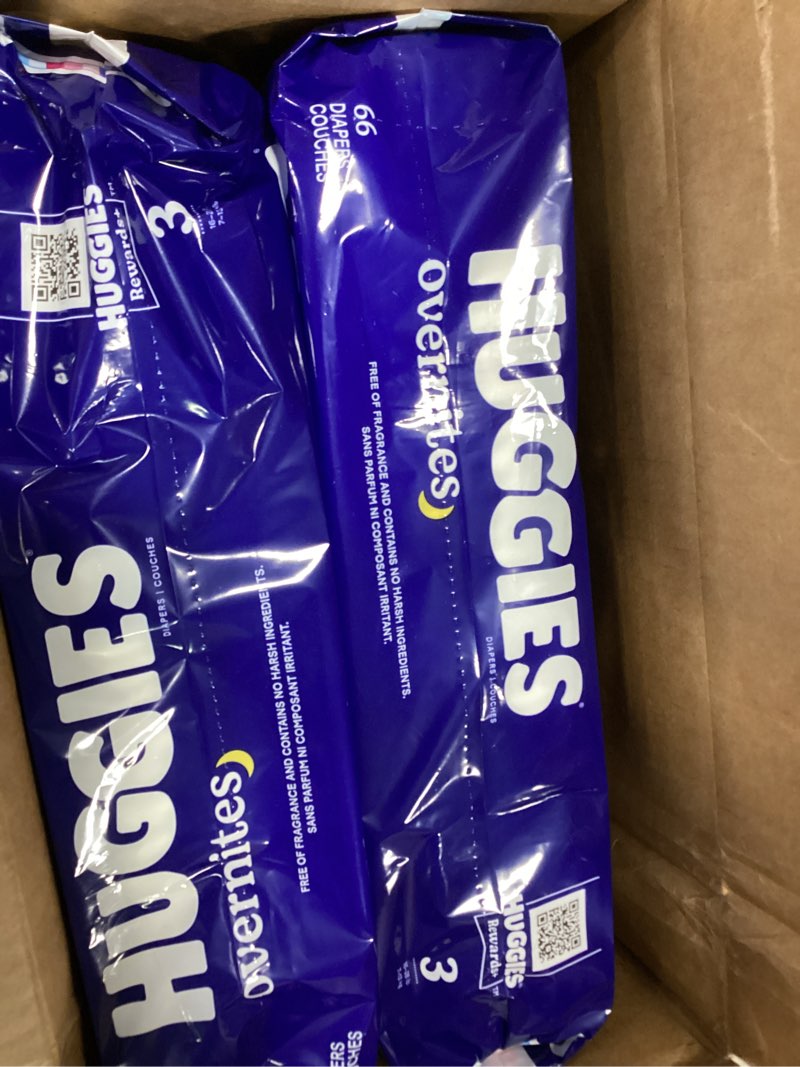 HUGGIES
Rewards+™
3
HUGGIES®
DIAPERS | COUCHES
overnites
FREE OF FRAGRANCE AND CONTAINS NO HARSH INGREDIENTS.
SANS PARFUM NI COMPOSANT IRRITANT.
66
DIAPERS
COUCHES
HUGGIES®
DIAPERS | COUCHES
overnites
FREE OF FRAGRANCE AND CONTAINS NO HARSH INGREDIENTS.
SANS PARFUM NI COMPOSANT IRRITANT.
3
HUGGIES
Rewards+™